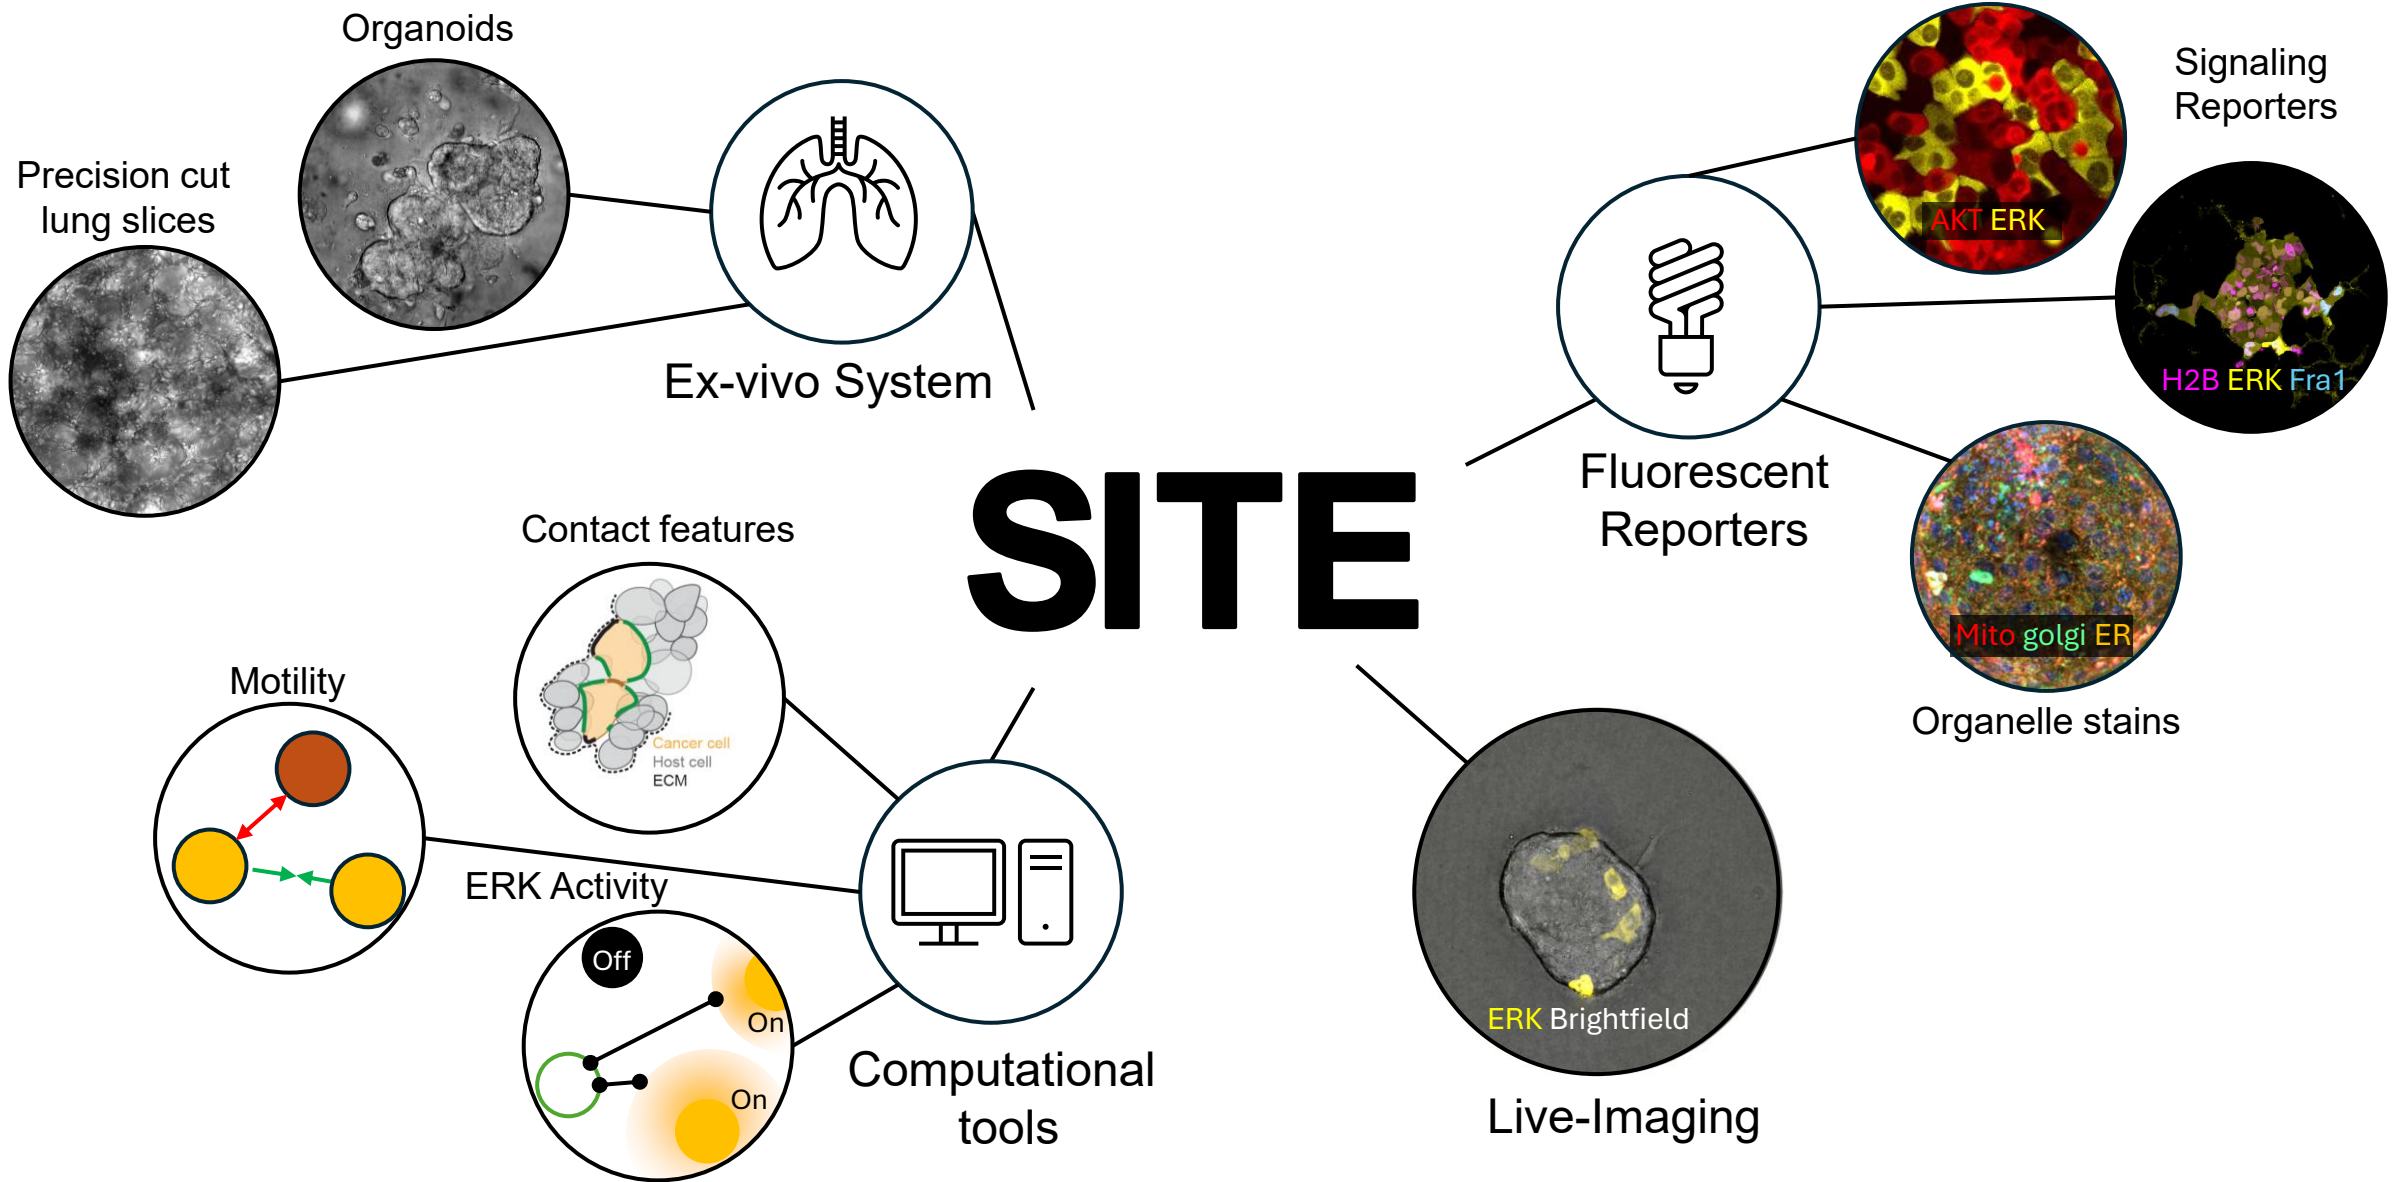 Organoids
Precision cut
lung slices
Ex-vivo System
Signaling
Reporters
AKT ERK
H2B ERK Fra1
Fluorescent
Reporters
Mito golgi ER
Organelle stains
SITE
Contact features
Cancer cell
Host cell
ECM
Motility
ERK Activity
Off
On
On
Computational
tools
ERK Brightfield
Live-Imaging